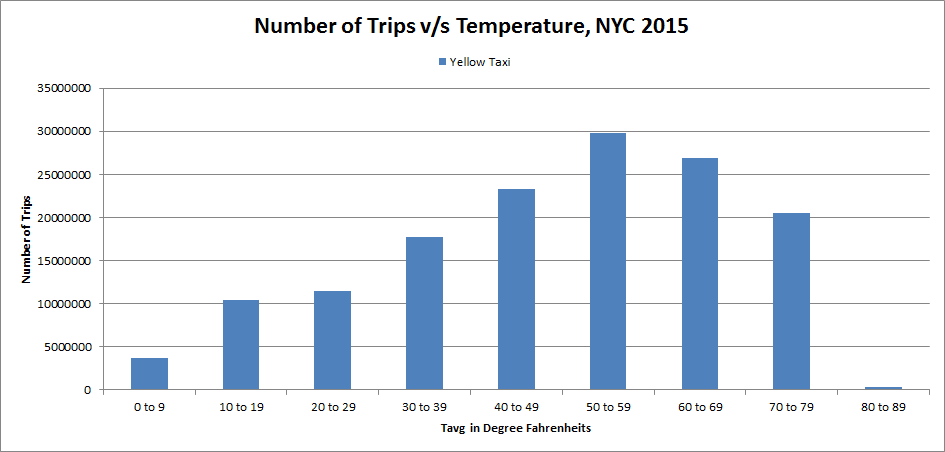 Number of Trips v/s Temperature, NYC 2015
Yellow Taxi
35000000
30000000
25000000
20000000
15000000
10000000
5000000
0
Number of Trips
0 to 9 10 to 19 20 to 29 30 to 39 40 to 49 50 to 59 60 to 69 70 to 79 80 to 89
Tavg in Degree Fahrenheits